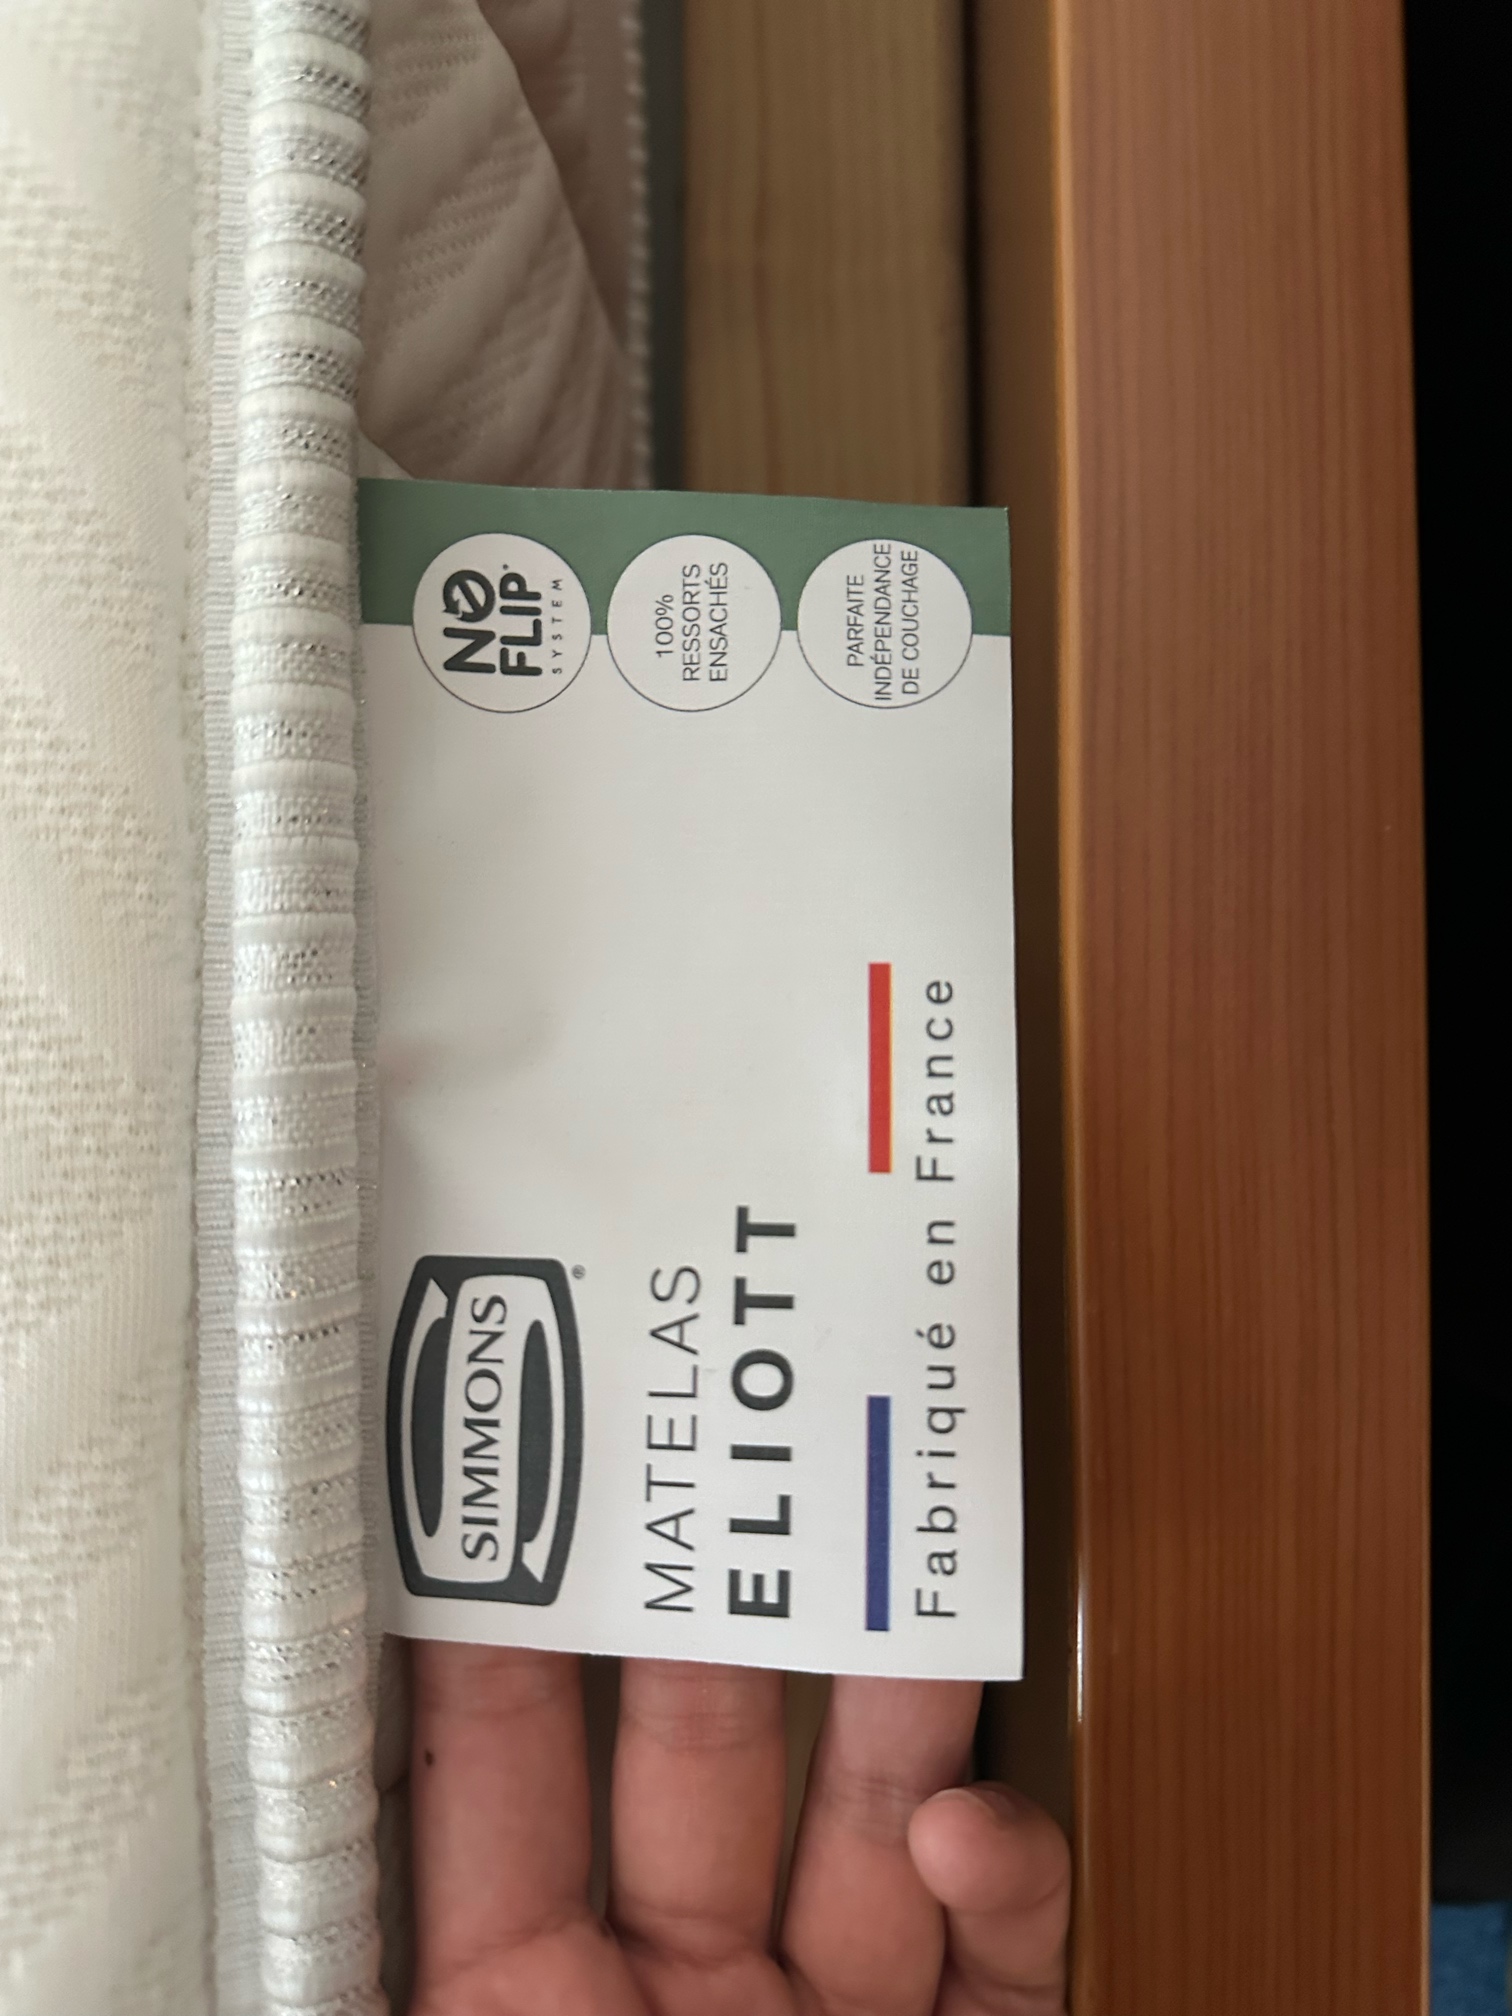 SIMMONS®
MATELAS
ELIOTT
Fabriqué en France
NO
FLIP
SYSTEM
100%
RESSORTS
ENSACHÉS
PARFAITE
INDÉPENDANCE
DE COUCHAGE